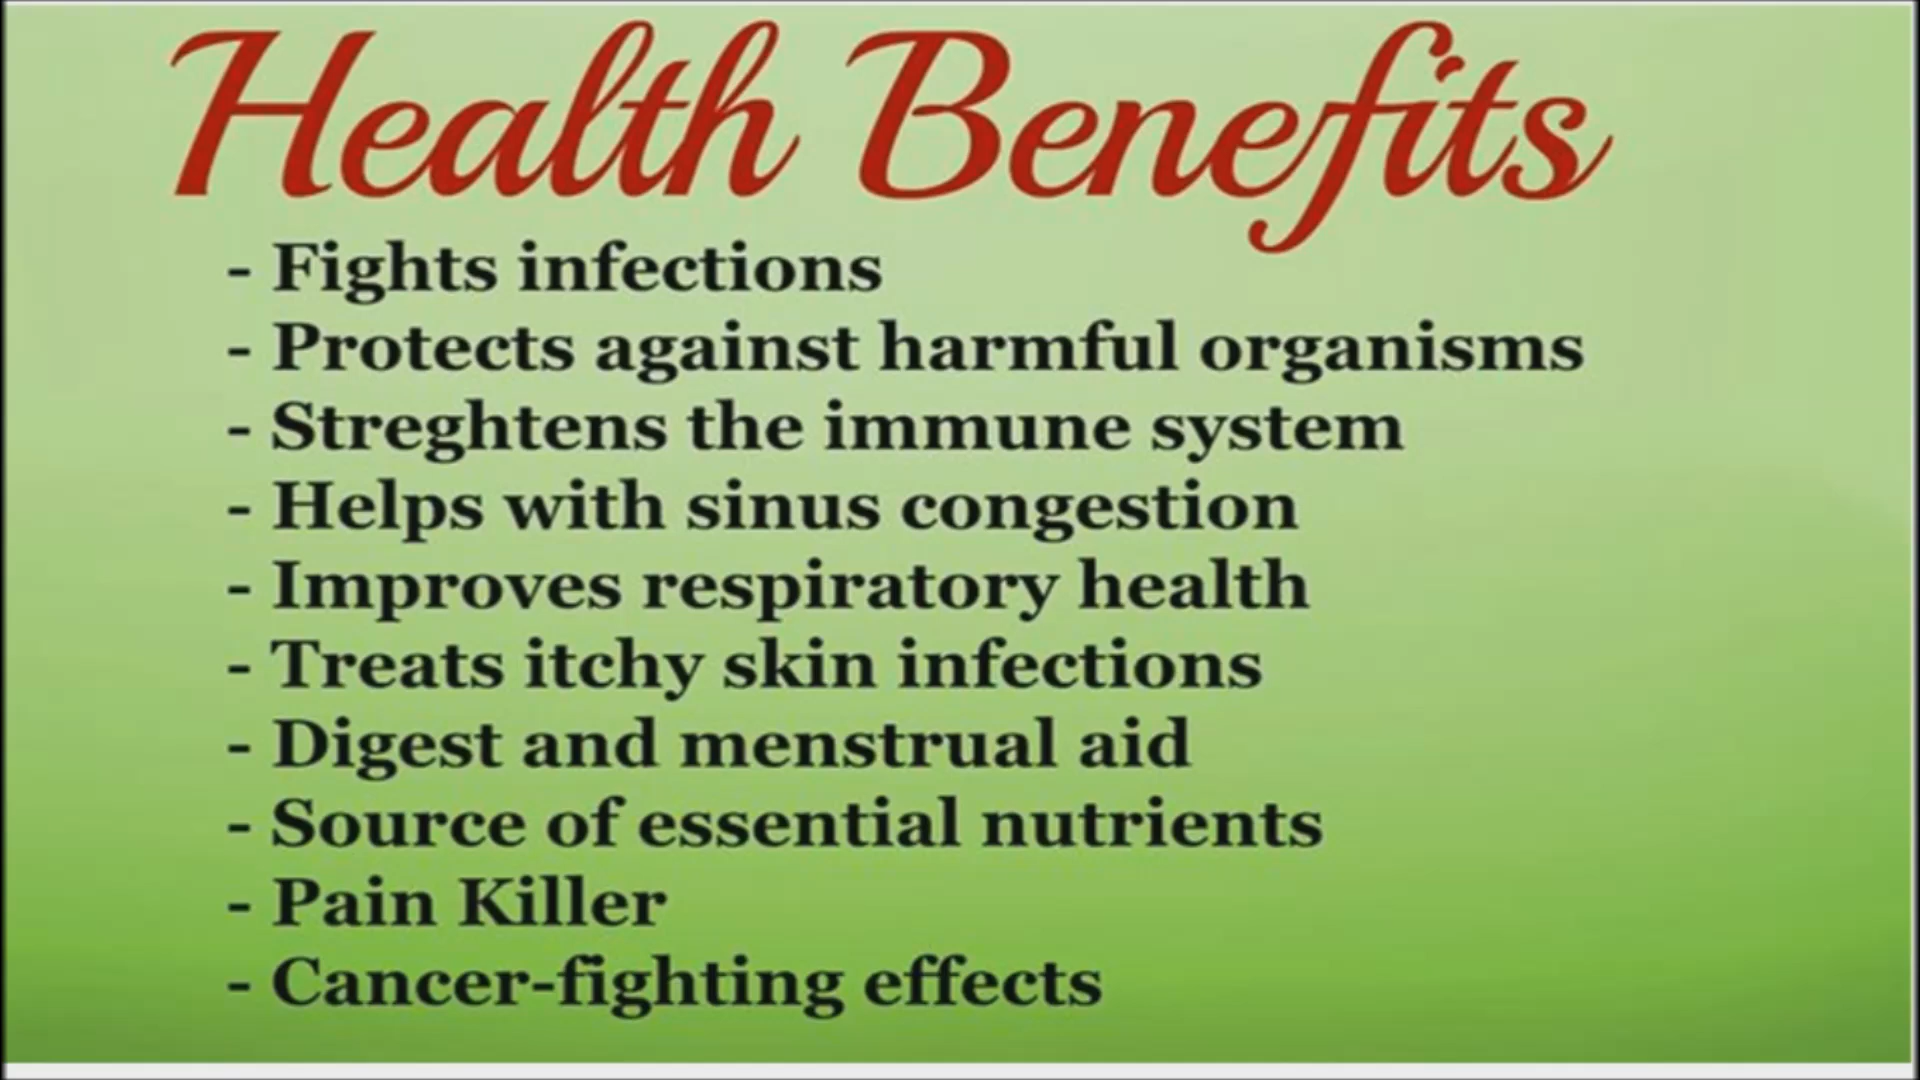 Health Benefits
- Fights infections
- Protects against harmful organisms
- Streghtens the immune system
- Helps with sinus congestion
- Improves respiratory health
- Treats itchy skin infections
- Digest and menstrual aid
- Source of essential nutrients
- Pain Killer
- Cancer-fighting effects